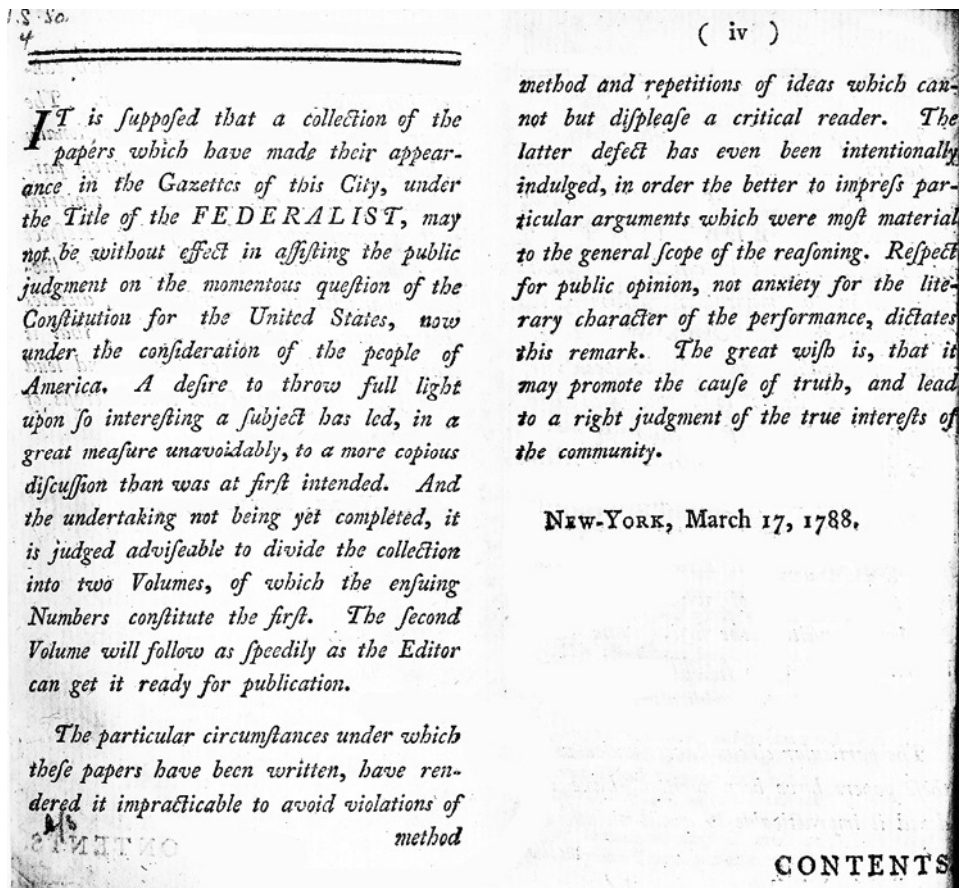 IT is ſuppoſed that a collection of the
papers which have made their appear-
ance in the Gazettes of this City, under
the Title of the FEDERALIST, may
not be without effect in aſſiſting the public
judgment on the momentous queſtion of the
Conſtitution for the United States, now
under the conſideration of the people of
America. A deſire to throw full light
upon ſo intereſting a ſubject has led, in a
great meaſure unavoidably, to a more copious
diſcuſſion than was at firſt intended. And
the undertaking not being yet completed, it
is judged adviſeable to divide the collection
into two Volumes, of which the enſuing
Numbers conſtitute the firſt. The ſecond
Volume will follow as ſpeedily as the Editor
can get it ready for publication.
The particular circumſtances under which
theſe papers have been written, have ren-
dered it impracticable to avoid violations of
method
( iv )
method and repetitions of ideas which can-
not but diſpleaſe a critical reader. The
latter defect has even been intentionally
indulged, in order the better to impreſs par-
ticular arguments which were moſt material
to the general ſcope of the reaſoning. Reſpect
for public opinion, not anxiety for the lite-
rary character of the performance, dictates
this remark. The great wiſh is, that it
may promote the cauſe of truth, and lead
to a right judgment of the true intereſts of
the community.
NEW-YORK, March 17, 1788.
CONTENTS